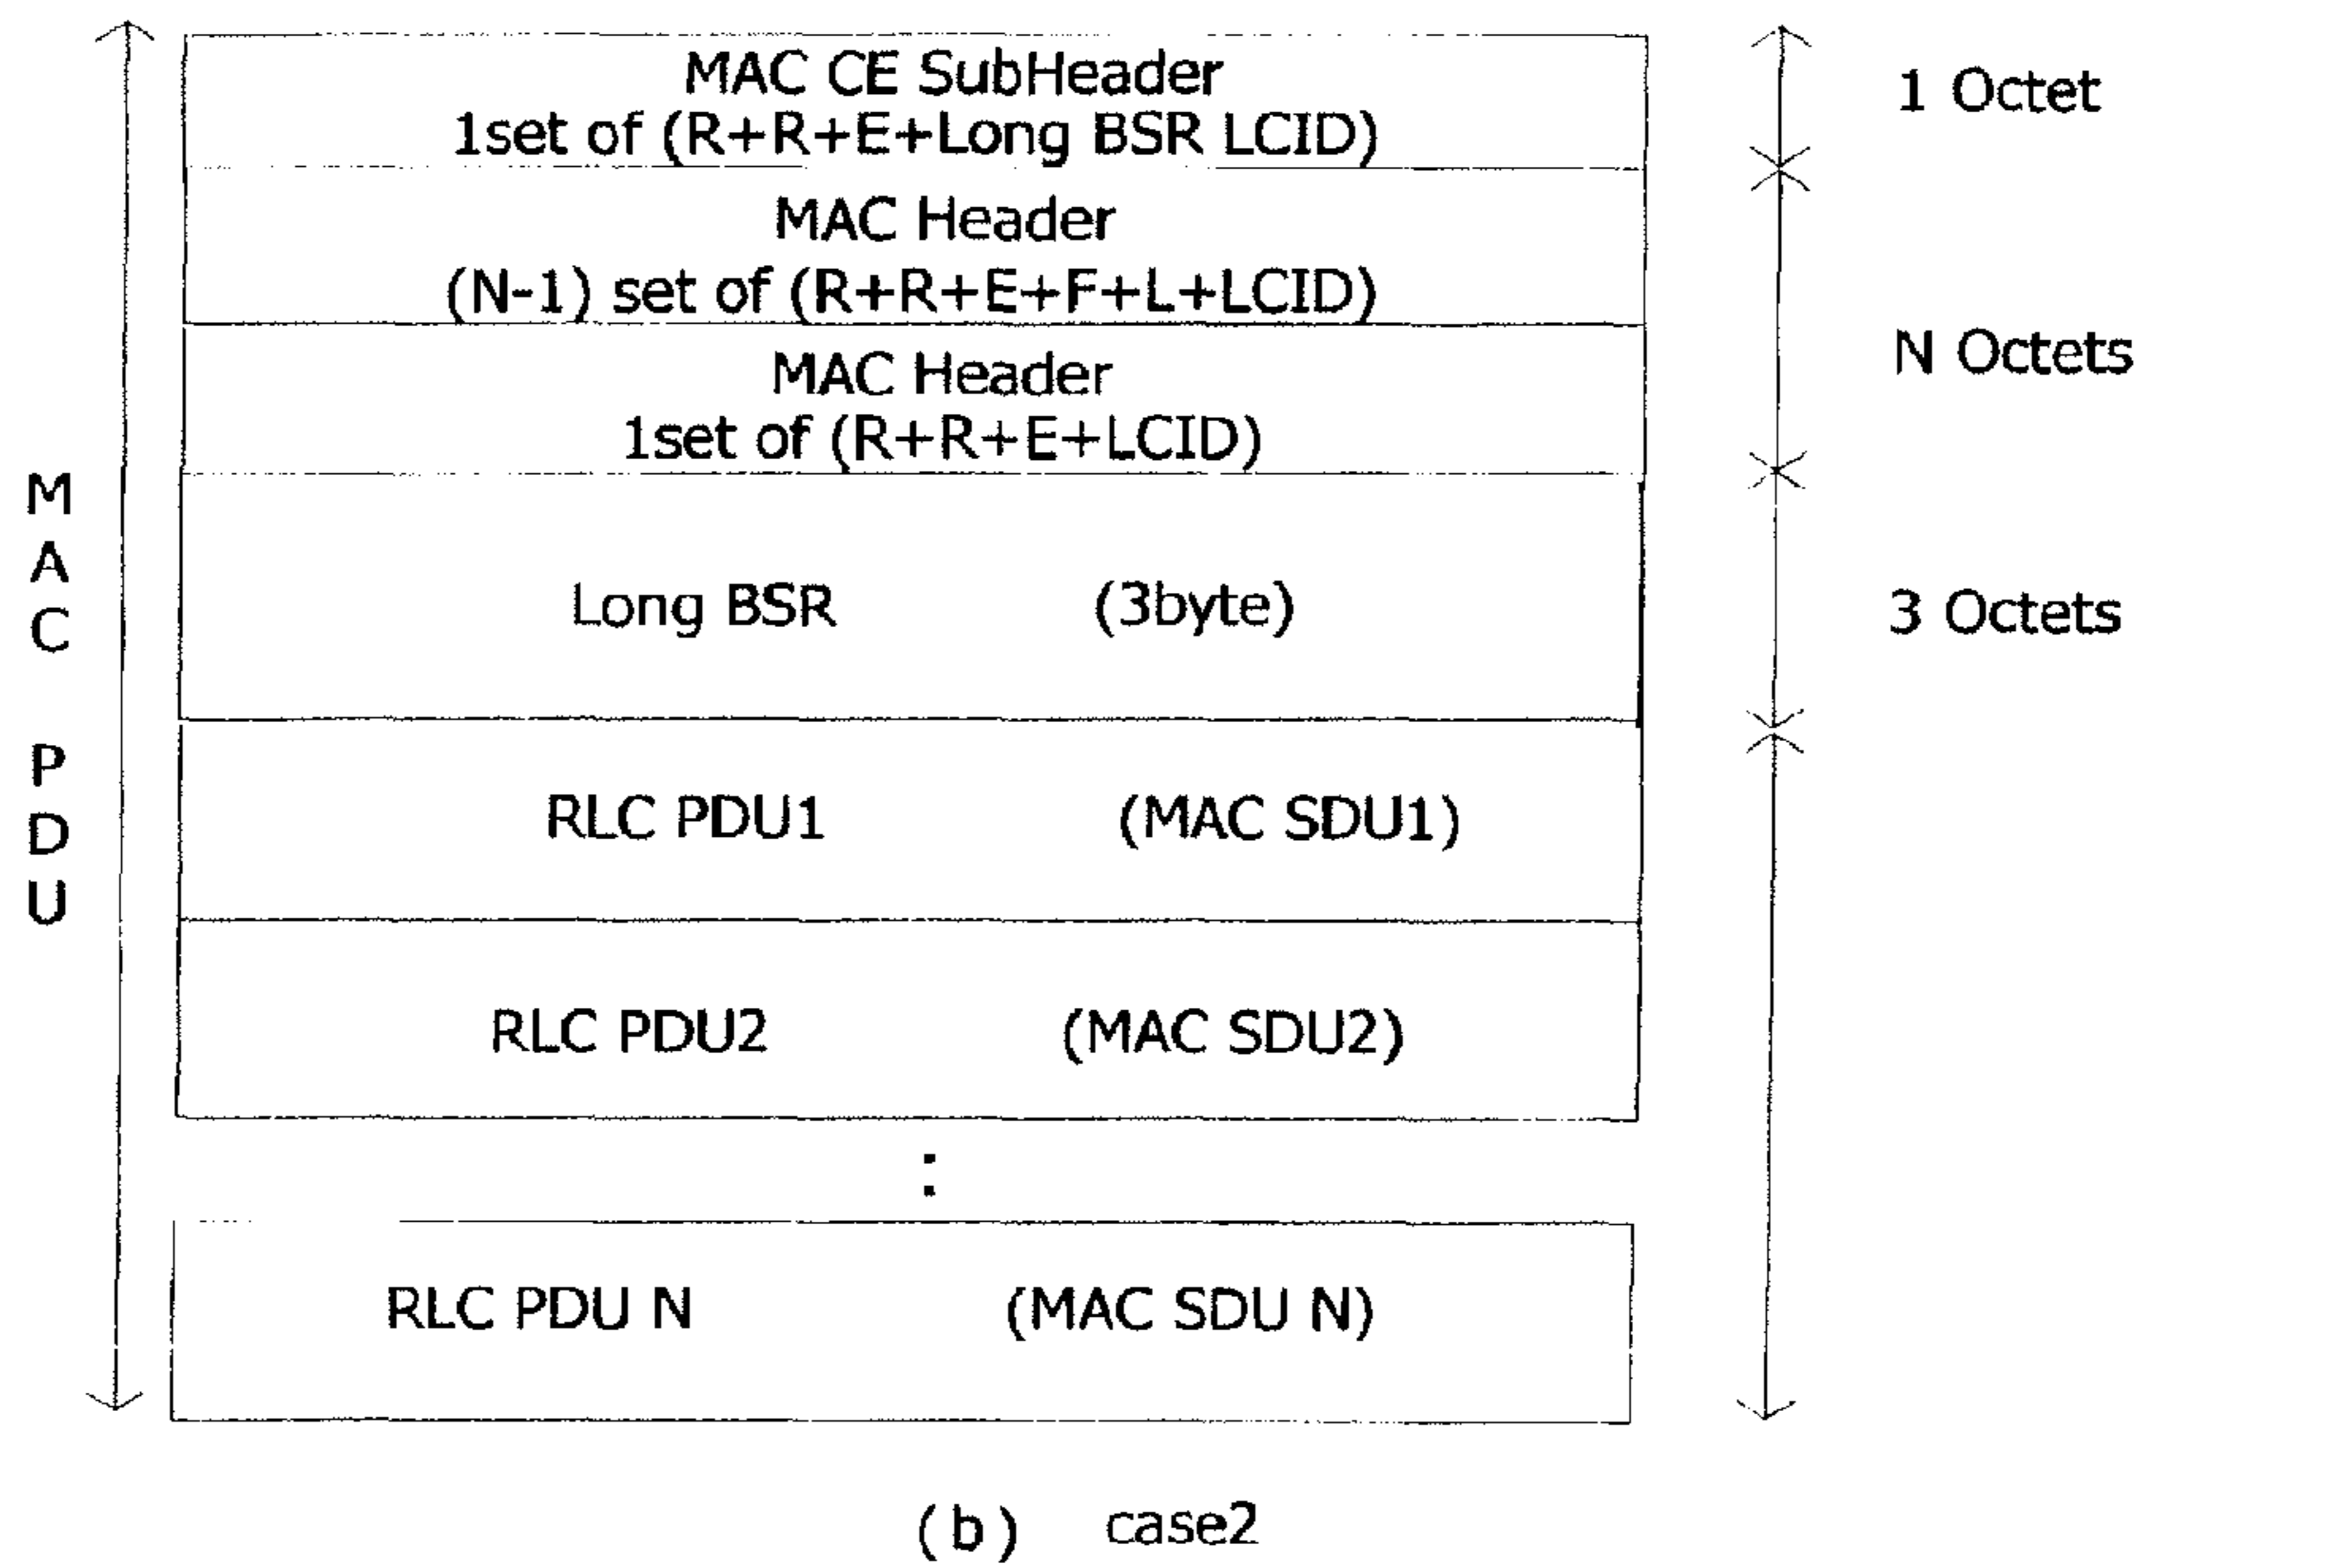 MAC CE SubHeader
1set of (R+R+E+Long BSR LCID)
1 Octet
MAC Header
(N-1) set of (R+R+E+F+L+LCID)
MAC Header
1set of (R+R+E+LCID)
N Octets
Long BSR (3byte)
3 Octets
RLC PDU1 (MAC SDU1)
RLC PDU2 (MAC SDU2)
:
RLC PDU N (MAC SDU N)
M
A
C
P
D
U
(b) case2